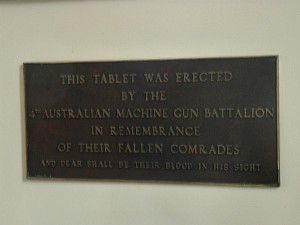 THIS TABLET WAS ERECTED
BY THE
4TH AUSTRALIAN MACHINE GUN BATTALION
IN REMEMBRANCE
OF THEIR FALLEN COMRADES
AND DEAR SHALL BE THEIR BLOOD IN HIS SIGHT